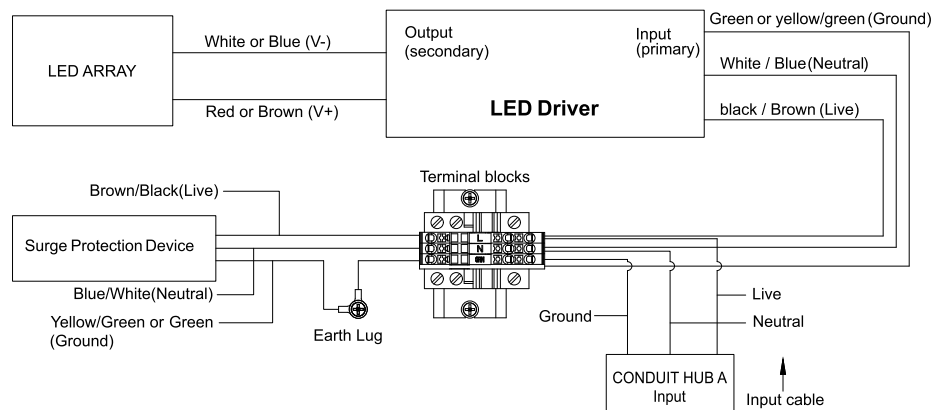 Green or yellow/green (Ground)
Output
(secondary)
Input
(primary)
White or Blue (V-)
LED ARRAY
White / Blue(Neutral)
LED Driver
Red or Brown (V+)
black / Brown (Live)
Terminal blocks
Brown/Black(Live)
L
Surge Protection Device
N
Blue/White(Neutral)
Live
Yellow/Green or Green
(Ground)
Ground
Neutral
Earth Lug
CONDUIT HUB A
Input
Input cable